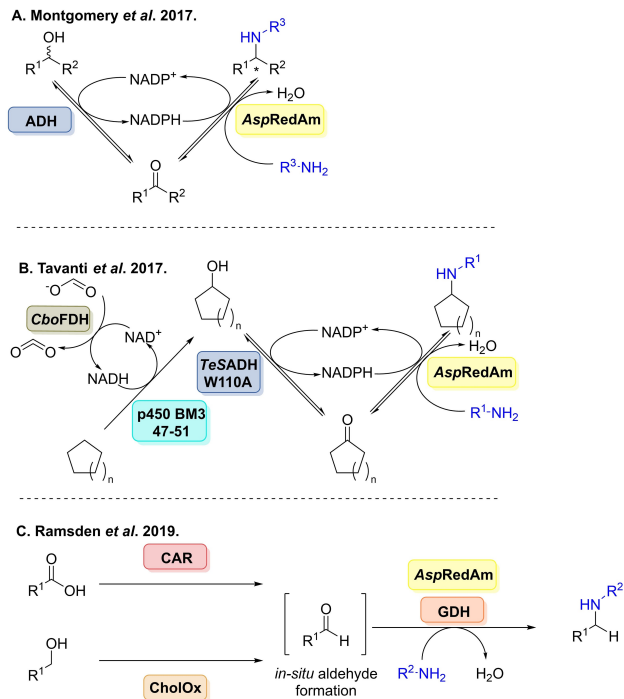 A. Montgomery et al. 2017.
OH
R1 R2
HN R3
R1 * R2
NADP+
NADPH
H2O
ADH
AspRedAm
O
R1 R2
R3-NH2
B. Tavanti et al. 2017.
-O O
CboFDH
O O
NAD+
NADH
OH
n
HN R1
n
NADP+
NADPH
H2O
TeSADH
W110A
AspRedAm
p450 BM3
47-51
R1-NH2
n
O
n
C. Ramsden et al. 2019.
O
R1 OH
CAR
AspRedAm
GDH
O
R1 H
HN R2
R1 H
OH
R1
CholOx
in-situ aldehyde
formation
R2-NH2
H2O